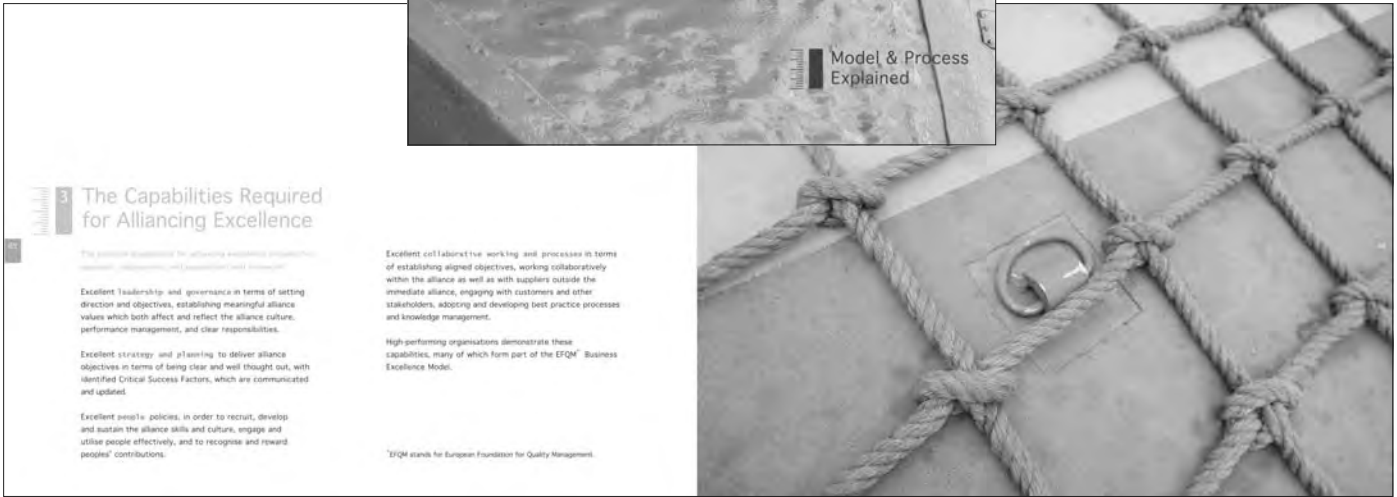 Model & Process
Explained
3
The Capabilities Required
for Alliancing Excellence
Excellent leadership and governance in terms of setting
direction and objectives, establishing meaningful alliance
values which both affect and reflect the alliance culture,
performance management, and clear responsibilities.
Excellent strategy and planning to deliver alliance
objectives in terms of being clear and well thought out, with
identified Critical Success Factors, which are communicated
and updated.
Excellent people policies, in order to recruit, develop
and sustain the alliance skills and culture, engage and
utilise people effectively, and to recognise and reward
peoples' contributions.
Excellent collaborative working and processes in terms
of establishing aligned objectives, working collaboratively
within the alliance as well as with suppliers outside the
immediate alliance, engaging with customers and other
stakeholders, adopting and developing best practice processes
and knowledge management.
High-performing organisations demonstrate these
capabilities, many of which form part of the EFQM* Business
Excellence Model.
*EFQM stands for European Foundation for Quality Management.